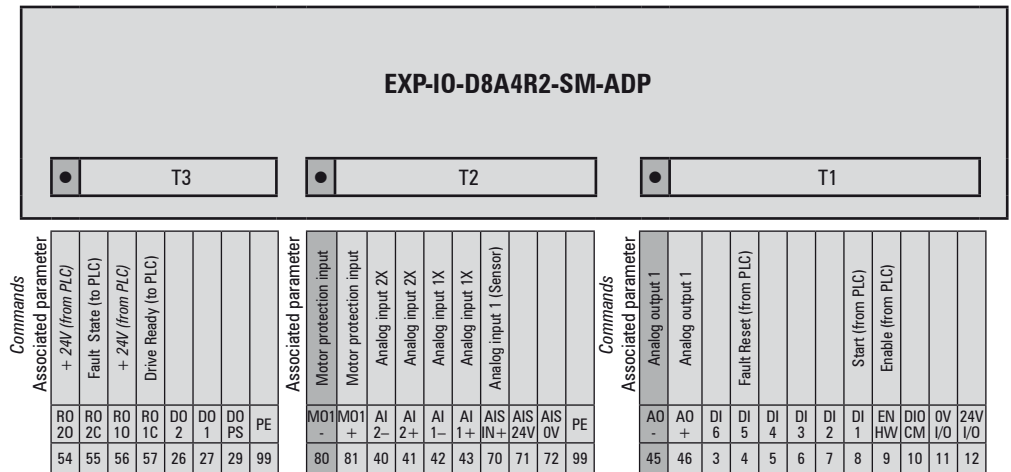 EXP-IO-D8A4R2-SM-ADP
T3
T2
T1
Commands
Associated parameter
+ 24V (from PLC)
Fault State (to PLC)
+ 24V (from PLC)
Drive Ready (to PLC)
RO 20
RO 2C
RO 10
RO 1C
DO 2
DO 1
DO PS
PE
54 55 56 57 26 27 29 99
Associated parameter
Motor protection input
Motor protection input
Analog input 2X
Analog input 2X
Analog input 1X
Analog input 1X
Analog input 1 (Sensor)
MO1 -
MO1 +
AI 2–
AI 2+
AI 1–
AI 1+
AIS IN+
AIS 24V
AIS 0V
PE
80 81 40 41 42 43 70 71 72 99
Commands
Associated parameter
Analog output 1
Analog output 1
Fault Reset (from PLC)
Start (from PLC)
Enable (from PLC)
AO -
AO +
DI 6
DI 5
DI 4
DI 3
DI 2
DI 1
EN HW
DIO CM
0V I/O
24V I/O
45 46 3 4 5 6 7 8 9 10 11 12